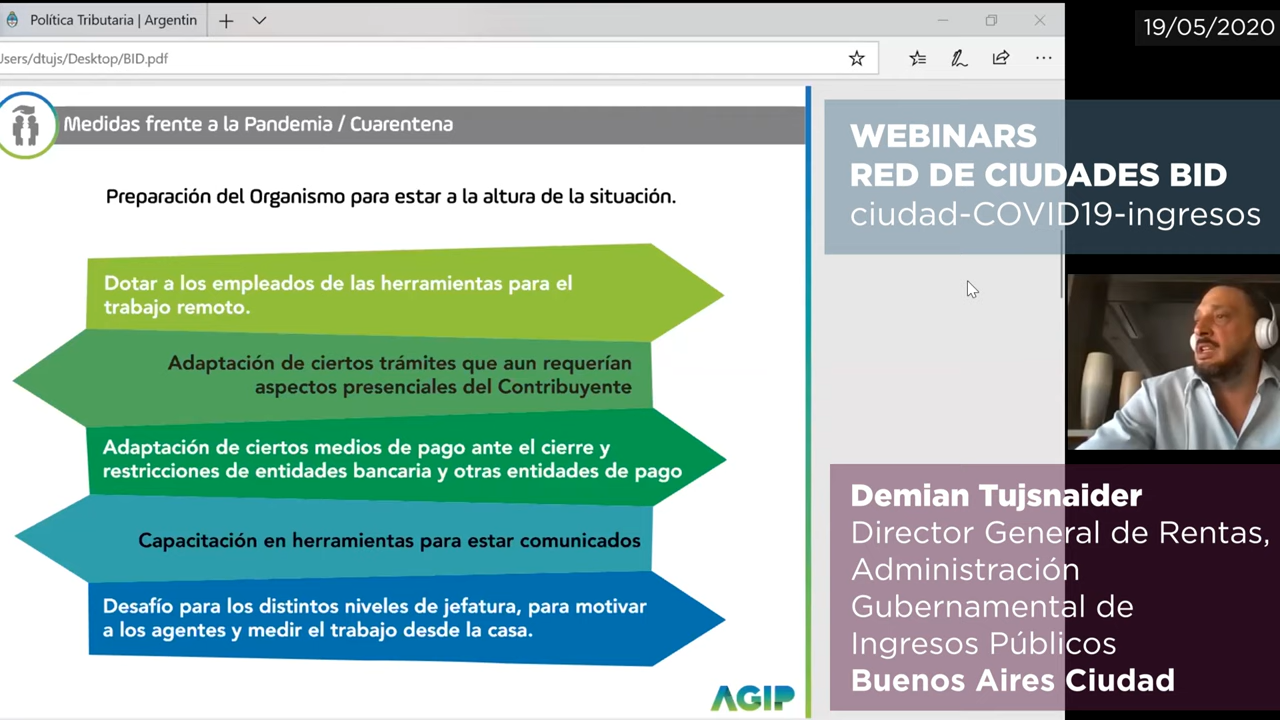 Política Tributaria | Argentin
19/05/2020
sers/dtujs/Desktop/BID.pdf
Medidas frente a la Pandemia / Cuarentena
Preparación del Organismo para estar a la altura de la situación.
Dotar a los empleados de las herramientas para el
trabajo remoto.
Adaptación de ciertos trámites que aun requerían
aspectos presenciales del Contribuyente
Adaptación de ciertos medios de pago ante el cierre y
restricciones de entidades bancaria y otras entidades de pago
Capacitación en herramientas para estar comunicados
Desafío para los distintos niveles de jefatura, para motivar
a los agentes y medir el trabajo desde la casa.
AGIP
WEBINARS
RED DE CIUDADES BID
ciudad-COVID19-ingresos
Demian Tujsnaider
Director General de Rentas,
Administración
Gubernamental de
Ingresos Públicos
Buenos Aires Ciudad